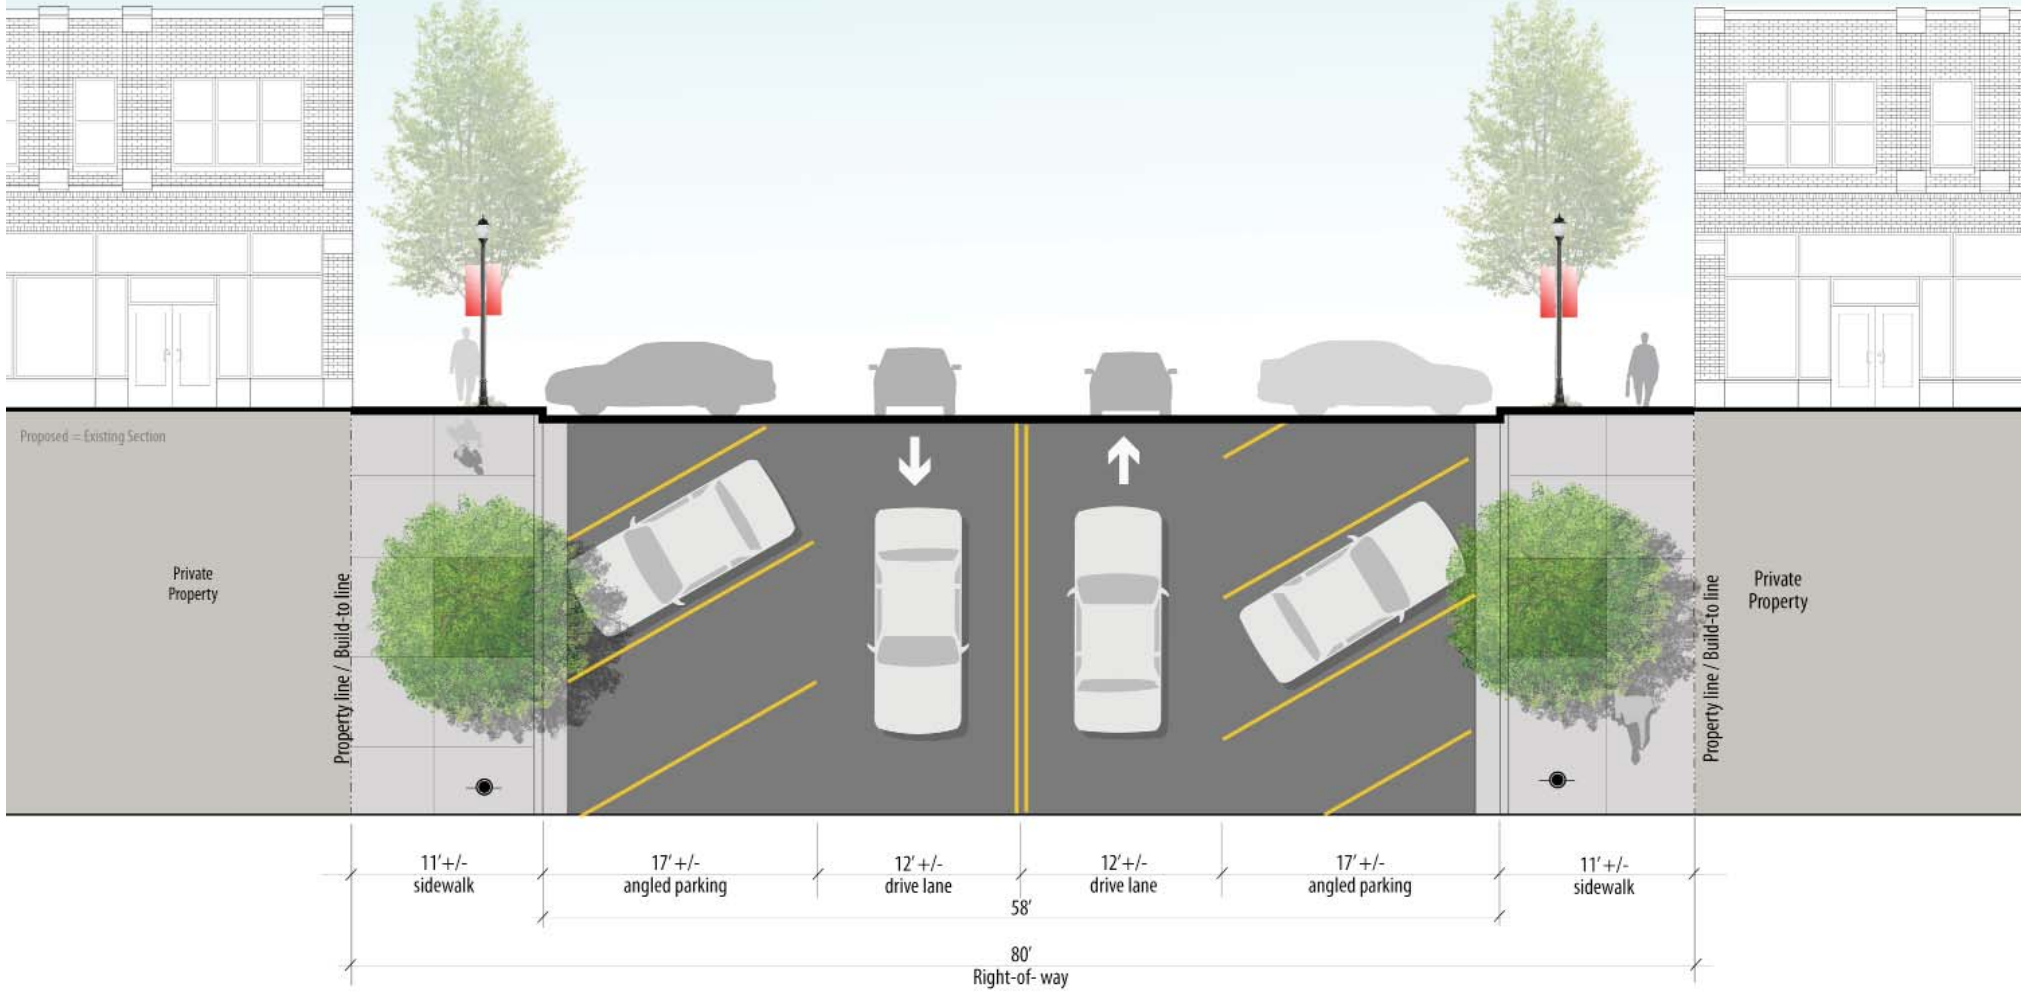 Proposed = Existing Section
Private
Property
Property line / Build-to line
Property line / Build-to line
Private
Property
11'+/-
sidewalk
17' +/-
angled parking
12' +/-
drive lane
12'+/-
drive lane
17' +/-
angled parking
11' +/-
sidewalk
58'
80'
Right-of- way